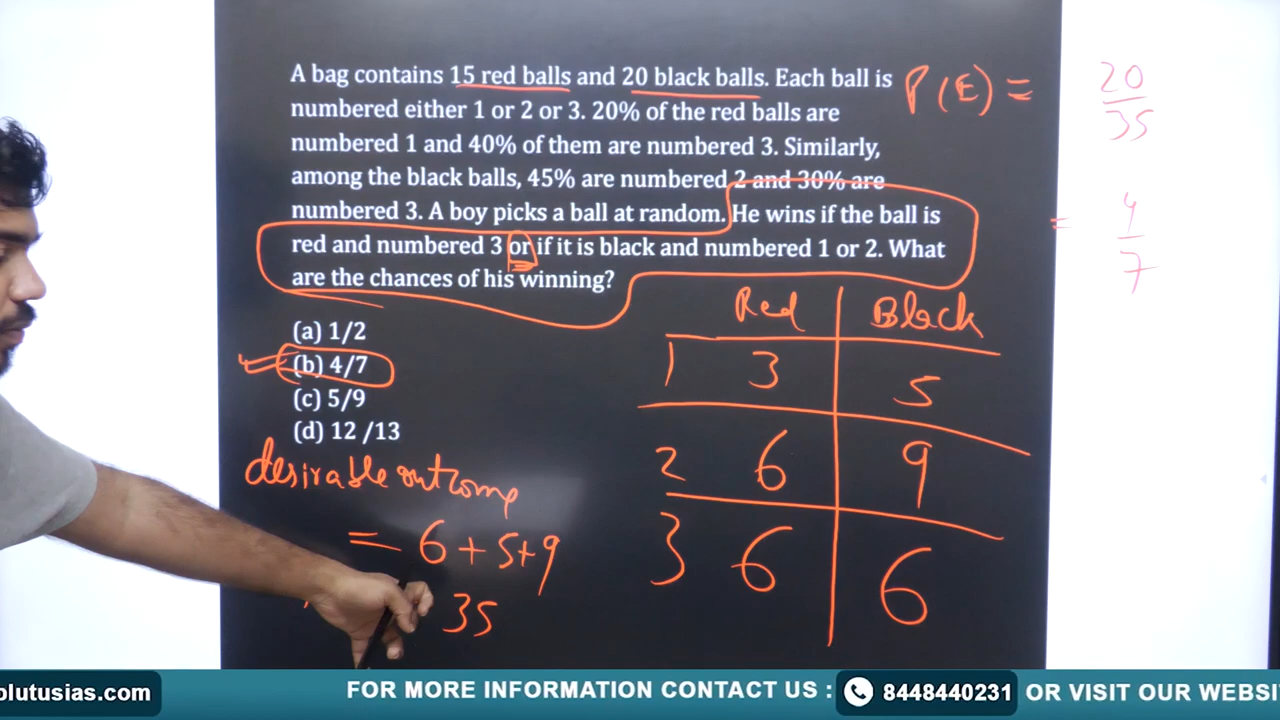 A bag contains 15 red balls and 20 black balls. Each ball is
numbered either 1 or 2 or 3. 20% of the red balls are
numbered 1 and 40% of them are numbered 3. Similarly,
among the black balls, 45% are numbered 2 and 30% are
numbered 3. A boy picks a ball at random. He wins if the ball is
red and numbered 3 or if it is black and numbered 1 or 2. What
are the chances of his winning?
(a) 1/2
(b) 4/7
(c) 5/9
(d) 12 /13
desirable outcome
= 6+5+9
35
P(E) = 20/35
= 4/7
Red Black
1 3 5
2 6 9
3 6 6
plutusias.com
FOR MORE INFORMATION CONTACT US : 8448440231 OR VISIT OUR